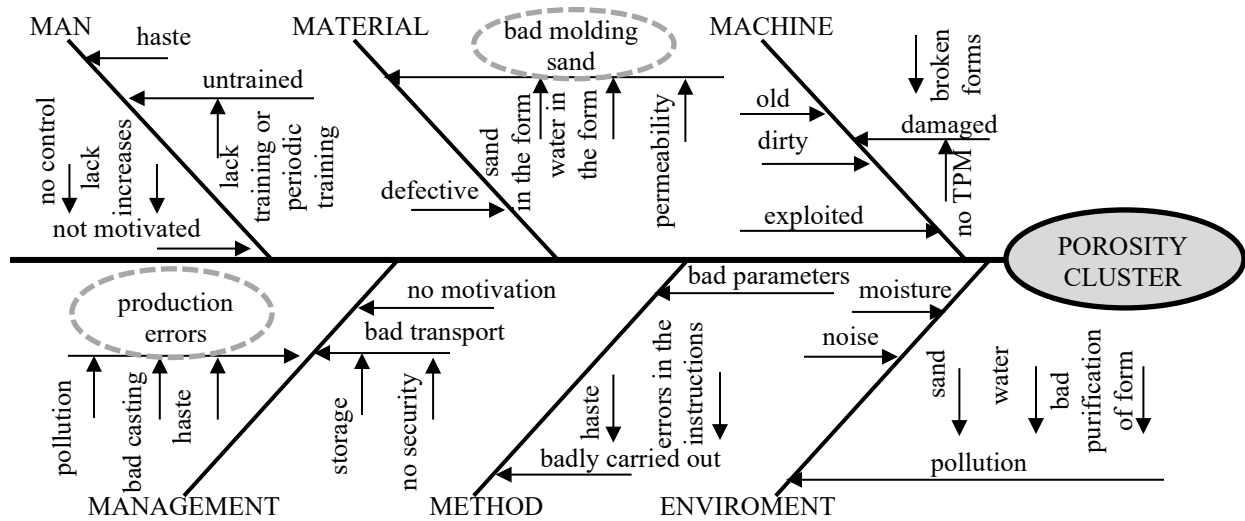 MAN
haste
untrained
no control
lack
increases
lack
training or
periodic
training
not motivated
MATERIAL
bad molding
sand
sand
in the form
water in
the form
permeability
defective
MACHINE
broken
forms
old
damaged
dirty
no TPM
exploited
POROSITY
CLUSTER
production
errors
pollution
bad casting
haste
no motivation
bad transport
storage
no security
MANAGEMENT
bad parameters
haste
errors in the
instructions
badly carried out
METHOD
moisture
noise
sand
water
bad
purification
of form
pollution
ENVIROMENT